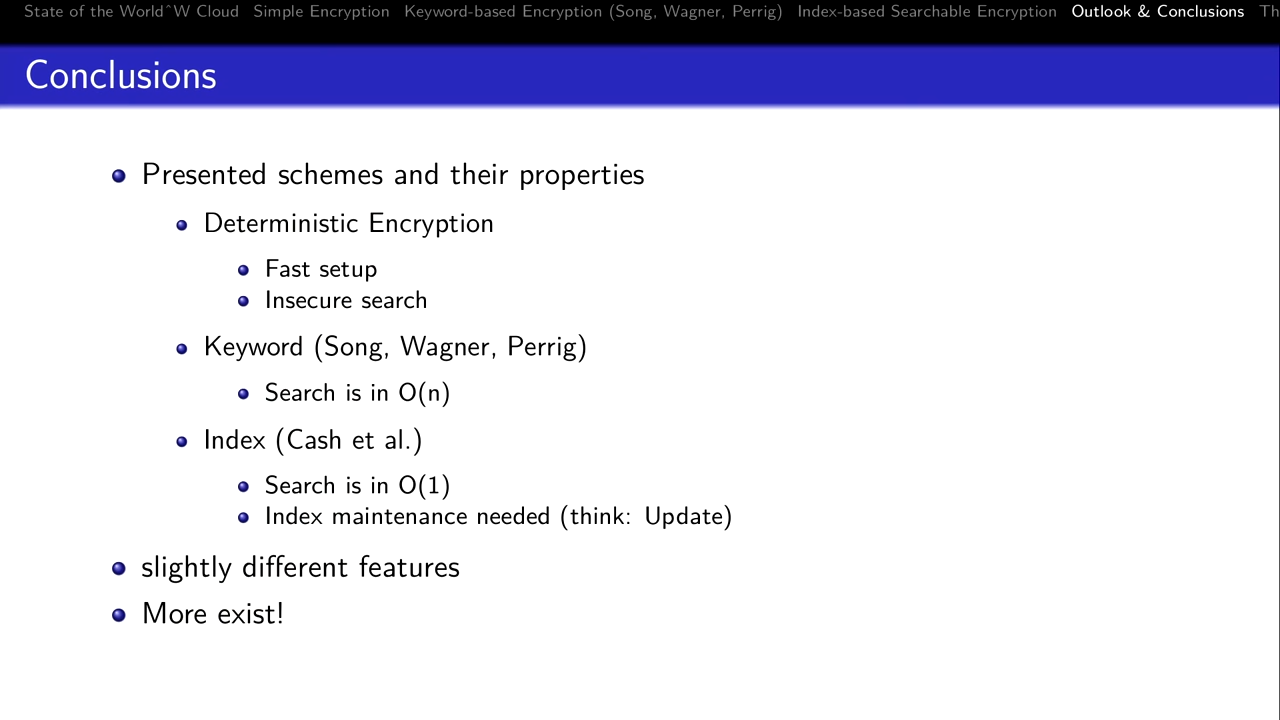 State of the World^W Cloud Simple Encryption Keyword-based Encryption (Song, Wagner, Perrig) Index-based Searchable Encryption Outlook & Conclusions Th
Conclusions
Presented schemes and their properties
Deterministic Encryption
Fast setup
Insecure search
Keyword (Song, Wagner, Perrig)
Search is in O(n)
Index (Cash et al.)
Search is in O(1)
Index maintenance needed (think: Update)
slightly different features
More exist!